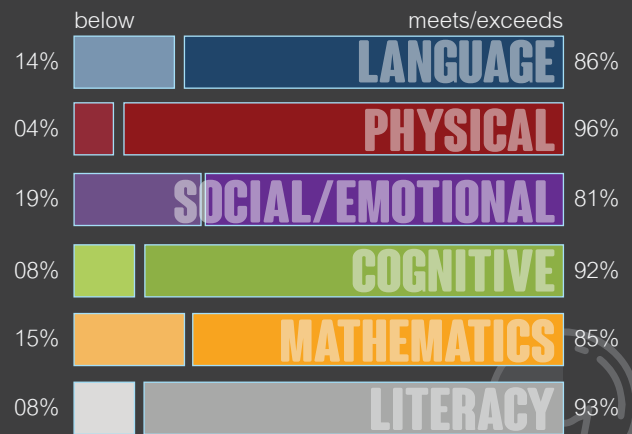 below meets/exceeds
14% LANGUAGE 86%
04% PHYSICAL 96%
19% SOCIAL/EMOTIONAL 81%
08% COGNITIVE 92%
15% MATHEMATICS 85%
08% LITERACY 93%